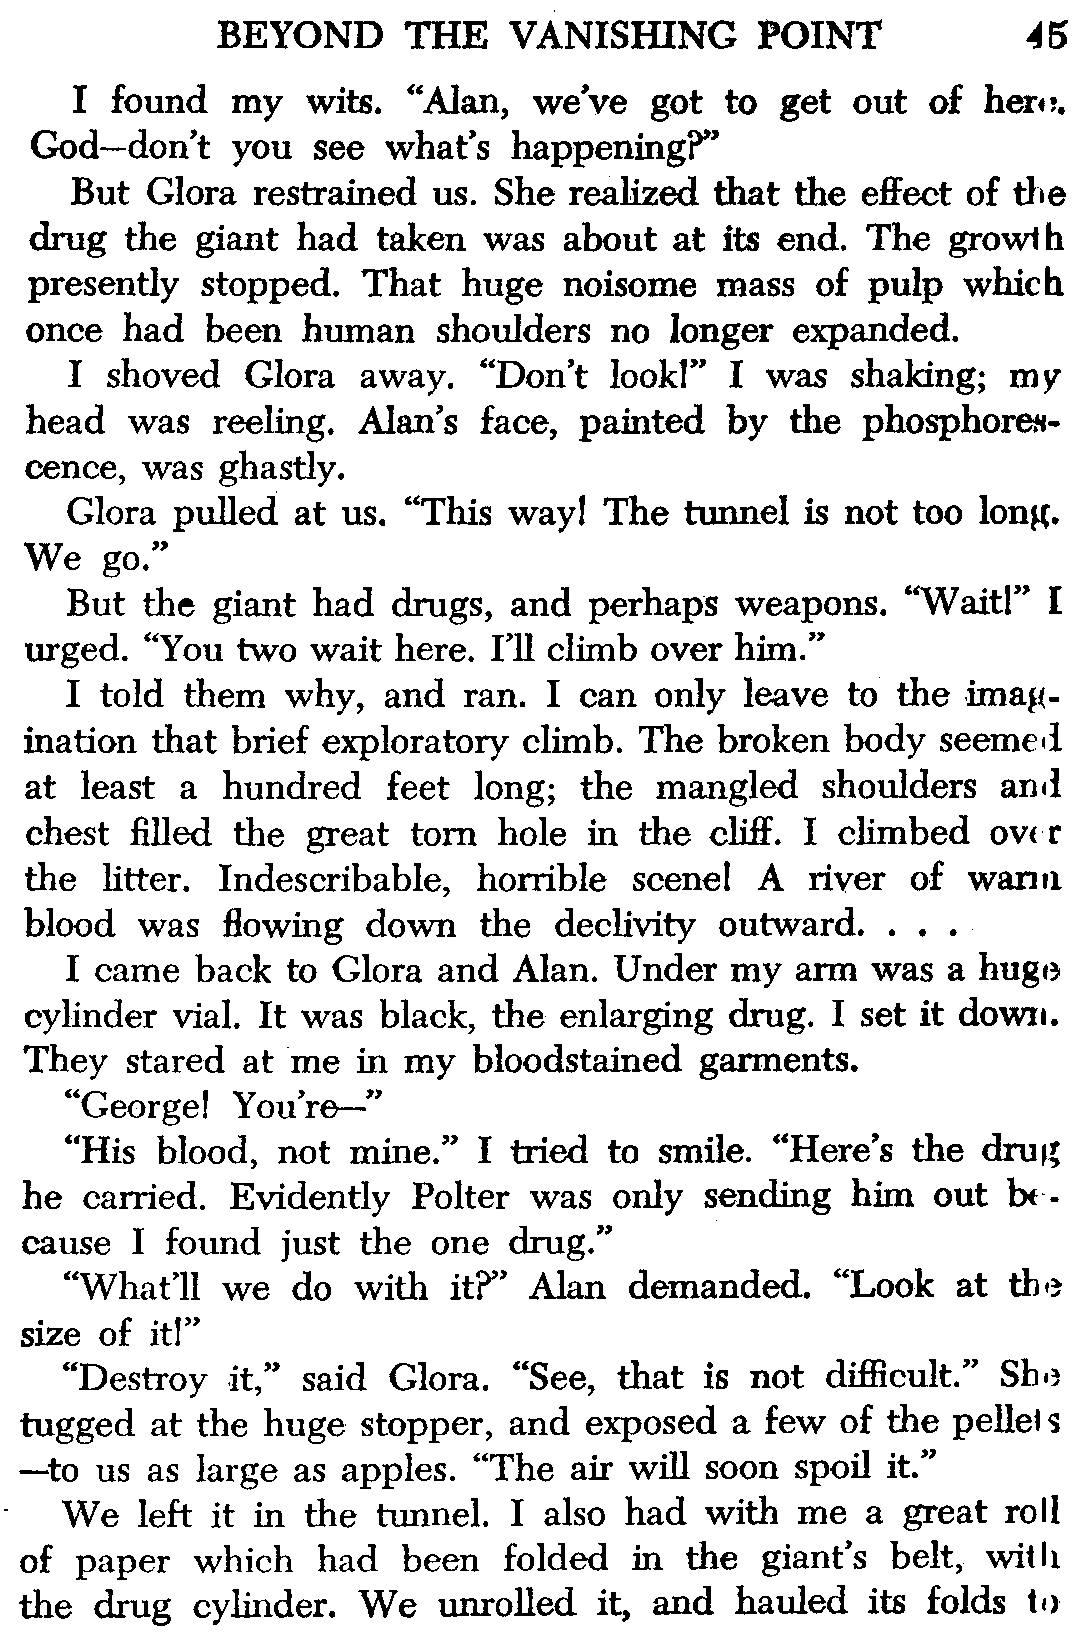 BEYOND THE VANISHING POINT 45
I found my wits. “Alan, we’ve got to get out of here.
God—don’t you see what’s happening?”
But Glora restrained us. She realized that the effect of the
drug the giant had taken was about at its end. The growth
presently stopped. That huge noisome mass of pulp which
once had been human shoulders no longer expanded.
I shoved Glora away. “Don’t look!” I was shaking; my
head was reeling. Alan’s face, painted by the phosphores-
cence, was ghastly.
Glora pulled at us. “This way! The tunnel is not too long.
We go.”
But the giant had drugs, and perhaps weapons. “Wait!” I
urged. “You two wait here. I’ll climb over him.”
I told them why, and ran. I can only leave to the imag-
ination that brief exploratory climb. The broken body seemed
at least a hundred feet long; the mangled shoulders and
chest filled the great torn hole in the cliff. I climbed over
the litter. Indescribable, horrible scene! A river of warm
blood was flowing down the declivity outward. . . .
I came back to Glora and Alan. Under my arm was a huge
cylinder vial. It was black, the enlarging drug. I set it down.
They stared at me in my bloodstained garments.
“George! You’re—”
“His blood, not mine.” I tried to smile. “Here’s the drug
he carried. Evidently Polter was only sending him out be-
cause I found just the one drug.”
“What’ll we do with it?” Alan demanded. “Look at the
size of it!”
“Destroy it,” said Glora. “See, that is not difficult.” She
tugged at the huge stopper, and exposed a few of the pellets
—to us as large as apples. “The air will soon spoil it.”
We left it in the tunnel. I also had with me a great roll
of paper which had been folded in the giant’s belt, with
the drug cylinder. We unrolled it, and hauled its folds to